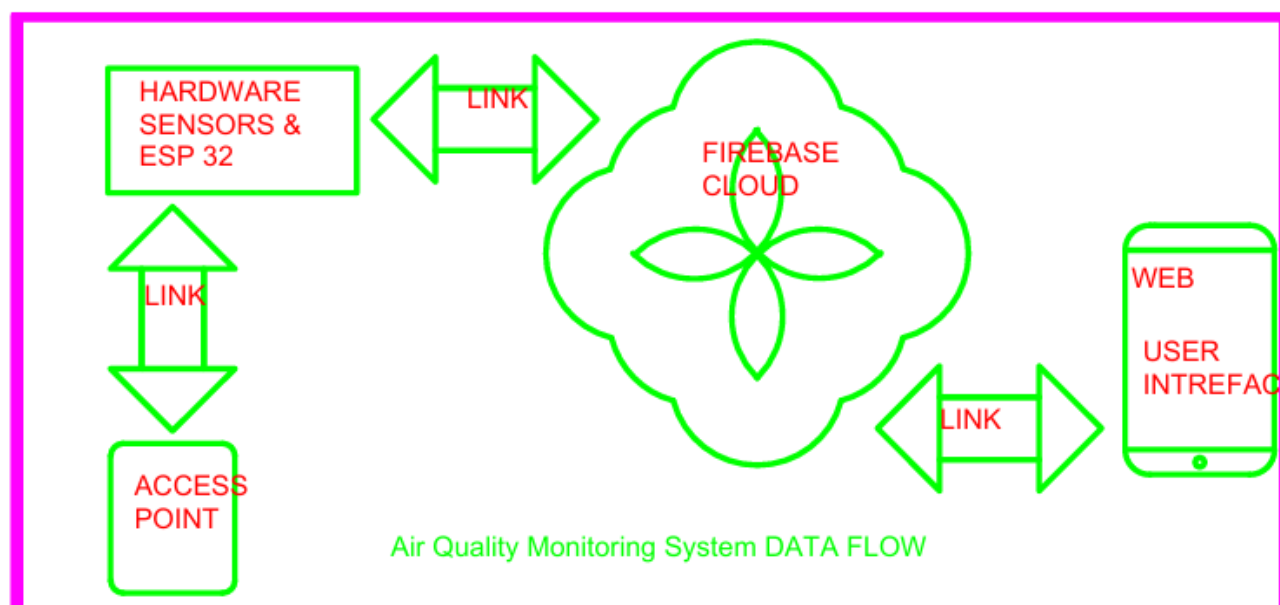 HARDWARE
SENSORS &
ESP 32
LINK
FIREBASE
CLOUD
LINK
WEB
USER
INTREFAC
LINK
ACCESS
POINT
Air Quality Monitoring System DATA FLOW